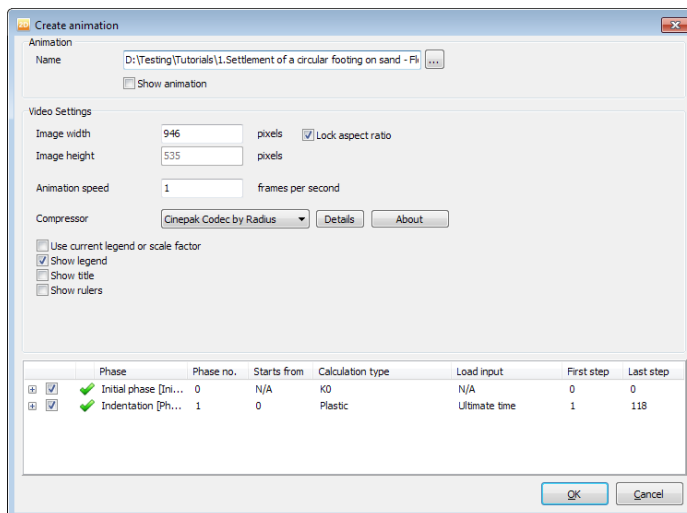 2D Create animation
Animation
Name D:\Testing\Tutorials\1.Settlement of a circular footing on sand - Fl ...
Show animation
Video Settings
Image width 946 pixels Lock aspect ratio
Image height 535 pixels
Animation speed 1 frames per second
Compressor Cinepak Codec by Radius Details About
Use current legend or scale factor
Show legend
Show title
Show rulers
Phase Phase no. Starts from Calculation type Load input First step Last step
Initial phase [Ini... 0 N/A K0 N/A 0 0
Indentation [Ph... 1 0 Plastic Ultimate time 1 118
OK Cancel